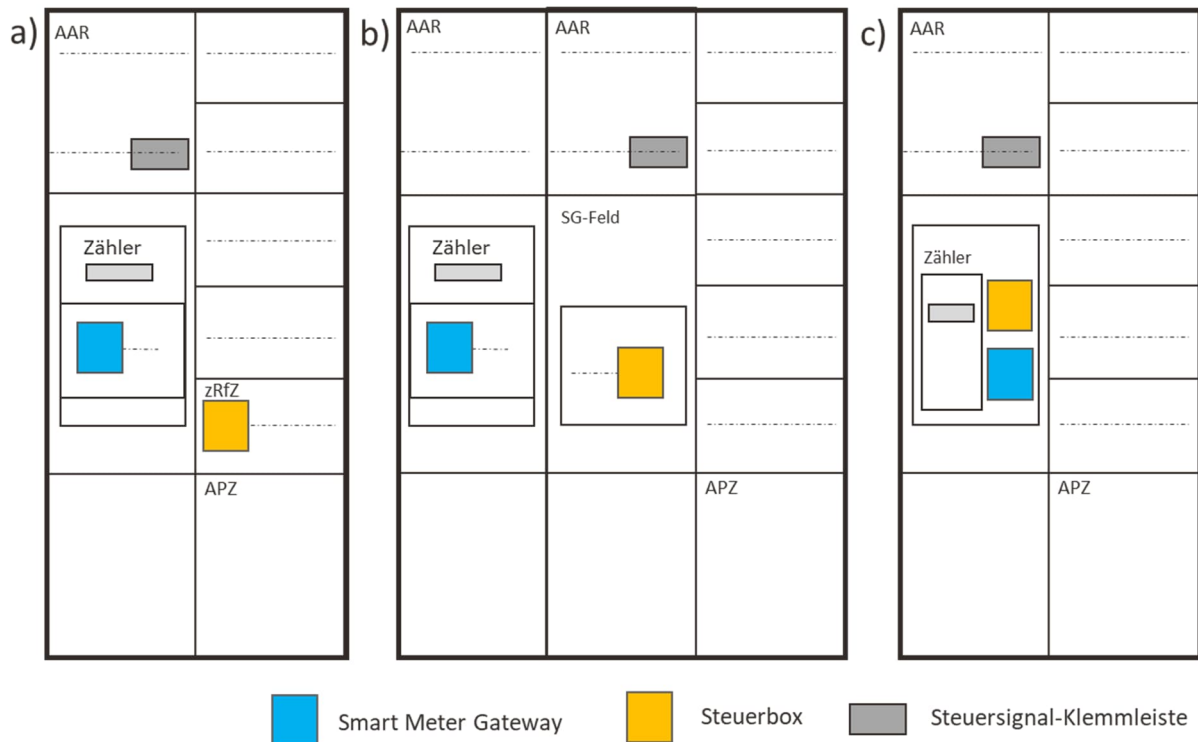 a)
AAR
Zähler
zRfZ
APZ
b)
AAR
AAR
Zähler
SG-Feld
APZ
c)
AAR
Zähler
APZ
Smart Meter Gateway
Steuerbox
Steuersignal-Klemmleiste